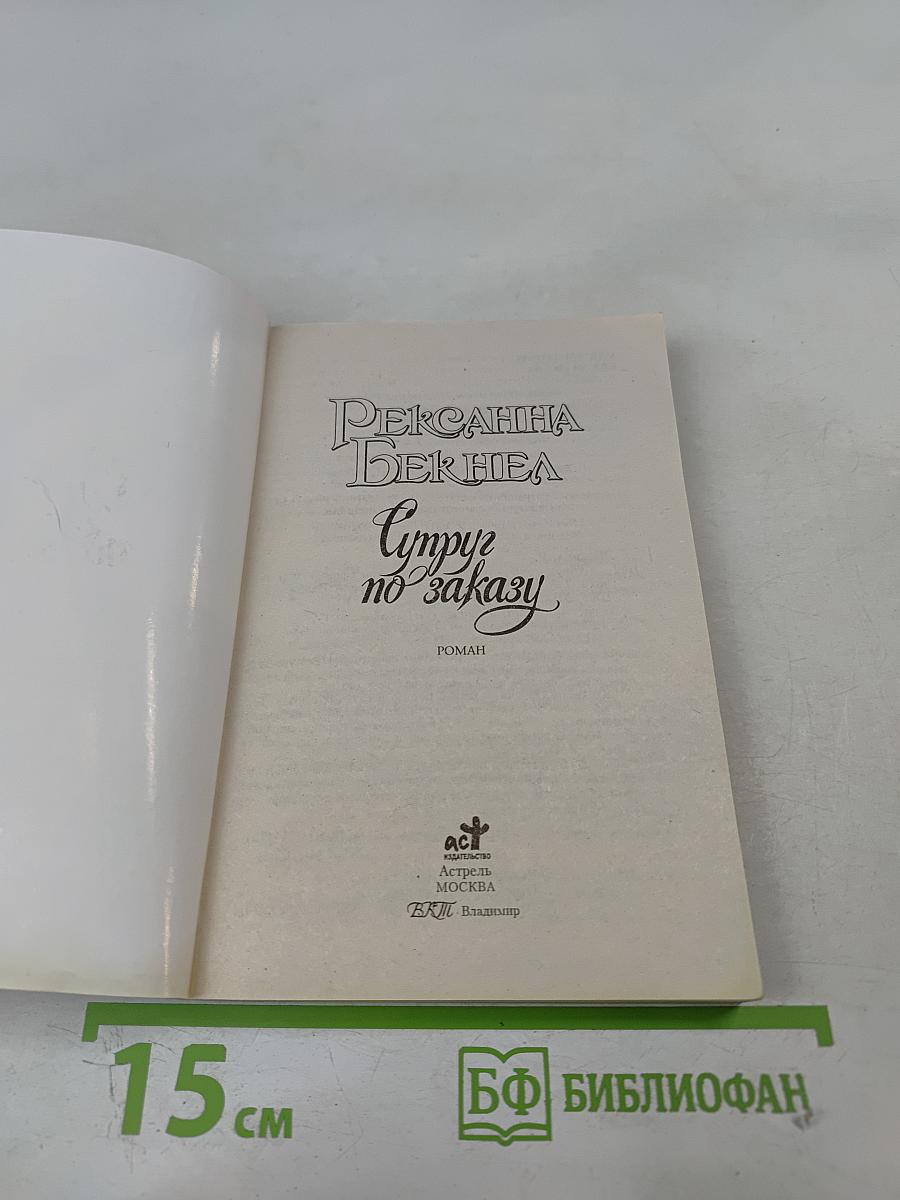 Рексанна
Бекнел
Супруг
по заказу
РОМАН
аст
ИЗДАТЕЛЬСТВО
Астрель
МОСКВА
ВКТ Владимир
15 см
БФ БИБЛИОФАН